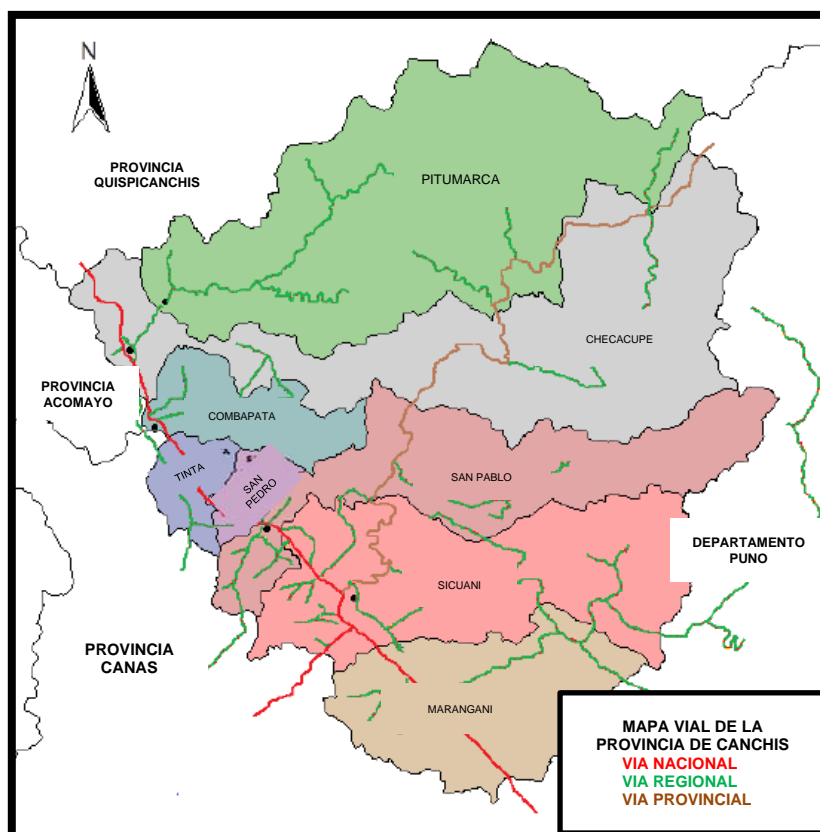 N
PROVINCIA
QUISPICANCHIS
PITUMARCA
CHECACUPE
PROVINCIA
ACOMAYO
COMBAPATA
TINTA
SAN
PEDRO
SAN PABLO
DEPARTAMENTO
PUNO
SICUANI
PROVINCIA
CANAS
MARANGANI
MAPA VIAL DE LA
PROVINCIA DE CANCHIS
VIA NACIONAL
VIA REGIONAL
VIA PROVINCIAL